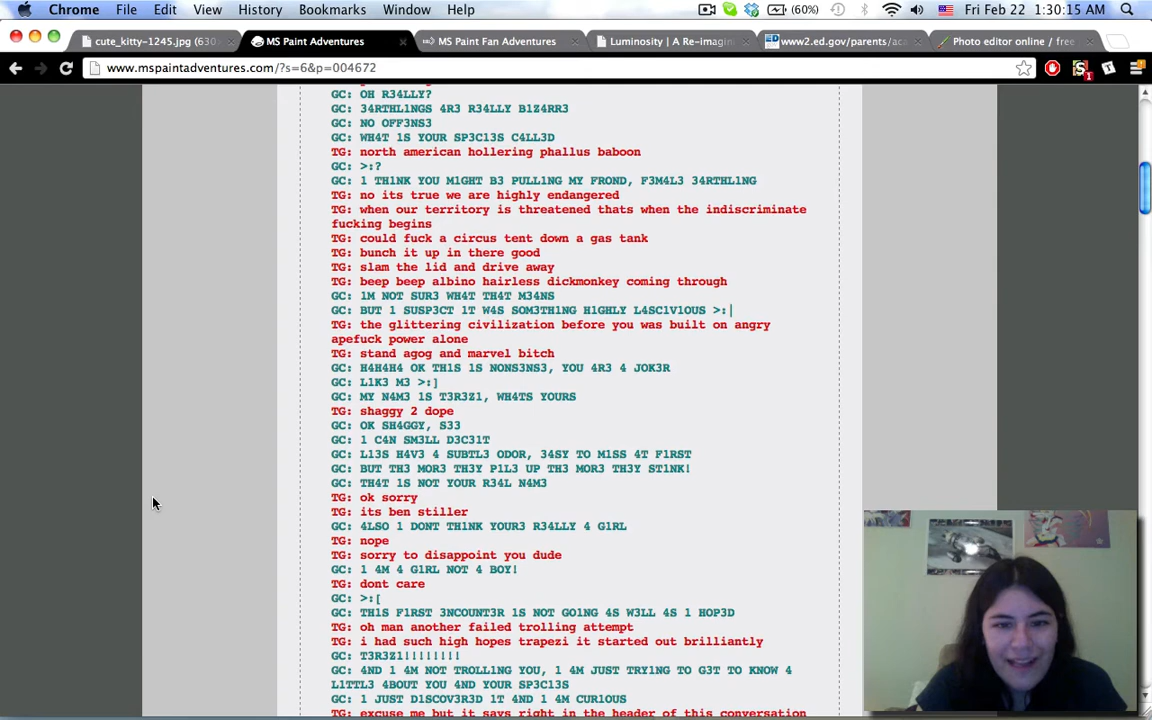 Chrome File Edit View History Bookmarks Window Help (60%) Fri Feb 22 1:30:15 AM
cute_kitty-1245.jpg (630 MS Paint Adventures MS Paint Fan Adventures Luminosity | A Re-imagin www2.ed.gov/parents/aca Photo editor online / free
www.mspaintadventures.com/?s=6&p=004672
GC: OH R34LLY?
GC: 34RTHL1NGS 4R3 R34LLY B1Z4RR3
GC: NO OFF3NS3
GC: WH4T 1S YOUR SP3C13S C4LL3D
TG: north american hollering phallus baboon
GC: >:?
GC: 1 TH1NK YOU M1GHT B3 PULL1NG MY FROND, F3M4L3 34RTHL1NG
TG: no its true we are highly endangered
TG: when our territory is threatened thats when the indiscriminate
fucking begins
TG: could fuck a circus tent down a gas tank
TG: bunch it up in there good
TG: slam the lid and drive away
TG: beep beep albino hairless dickmonkey coming through
GC: 1M NOT SUR3 WH4T TH4T M34NS
GC: BUT 1 SUSP3CT 1T W4S SOM3TH1NG H1GHLY L4SC1V1OUS >:|
TG: the glittering civilization before you was built on angry
apefuck power alone
TG: stand agog and marvel bitch
GC: H4H4H4 OK TH1S 1S NONS3NS3, YOU 4R3 4 JOK3R
GC: L1K3 M3 >:]
GC: MY N4M3 1S T3R3Z1, WH4TS YOURS
TG: shaggy 2 dope
GC: OK SH4GGY, S33
GC: 1 C4N SM3LL D3C31T
GC: L13S H4V3 4 SUBTL3 ODOR, 34SY TO M1SS 4T F1RST
GC: BUT TH3 MOR3 TH3Y P1L3 UP TH3 MOR3 TH3Y ST1NK!
GC: TH4T 1S NOT YOUR R34L N4M3
TG: ok sorry
TG: its ben stiller
GC: 4LSO 1 DONT TH1NK YOUR3 R34LLY 4 G1RL
TG: nope
TG: sorry to disappoint you dude
GC: 1 4M 4 G1RL NOT 4 BOY!
TG: dont care
GC: >:[
GC: TH1S F1RST 3NCOUNT3R 1S NOT GO1NG 4S W3LL 4S 1 HOP3D
TG: oh man another failed trolling attempt
TG: i had such high hopes trapezi it started out brilliantly
GC: T3R3Z1!!!!!!!!
GC: 4ND 1 4M NOT TROLL1NG YOU, 1 4M JUST TRY1NG TO G3T TO KNOW 4
L1TTL3 4BOUT YOU 4ND YOUR SP3C13S
GC: 1 JUST D1SCOV3R3D 1T 4ND 1 4M CUR1OUS
TG: excuse me but it says right in the header of this conversation